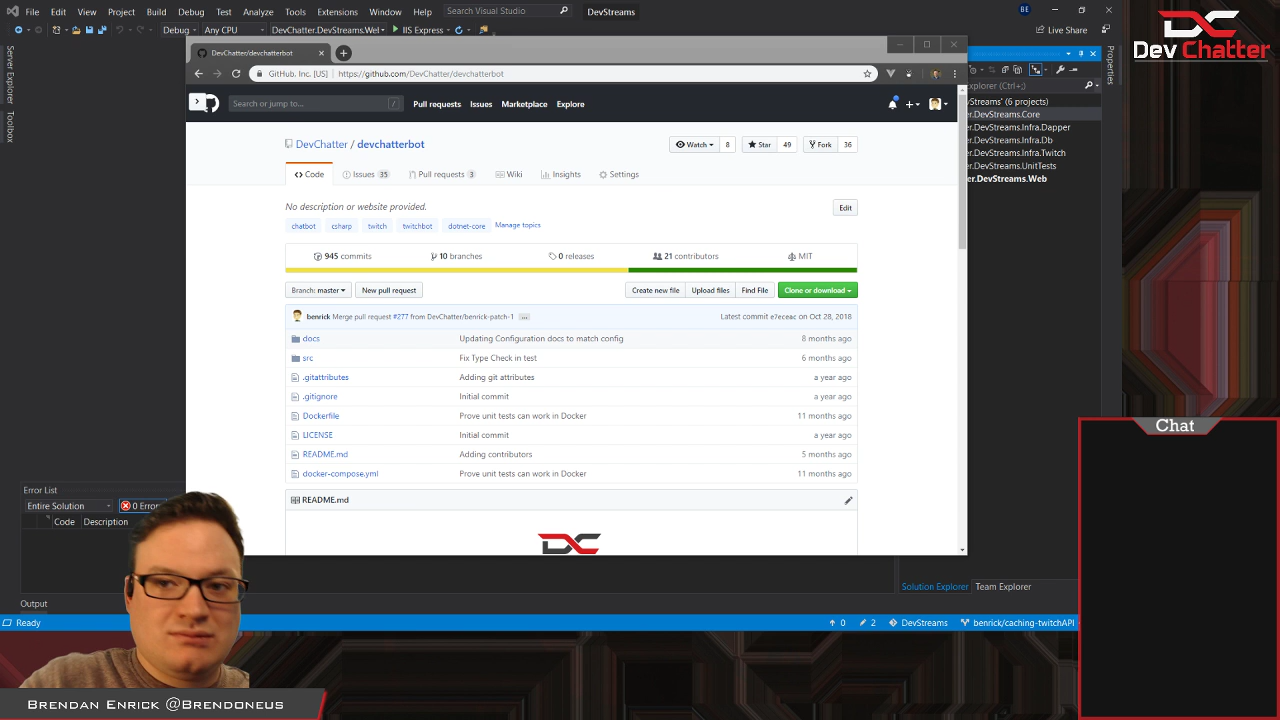 File Edit View Project Build Debug Test Analyze Tools Extensions Window Help Search Visual Studio DevStreams BE
Debug Any CPU DevChatter.DevStreams.Wel IIS Express Live Share
Dev Chatter
Server Explorer
Toolbox
Properties
DevChatter/devchatterbot
GitHub, Inc. [US] https://github.com/DevChatter/devchatterbot
Search or jump to... / Pull requests Issues Marketplace Explore
DevChatter / devchatterbot Watch 8 Star 49 Fork 36
Code Issues 35 Pull requests 3 Wiki Insights Settings
No description or website provided. Edit
chatbot csharp twitch twitchbot dotnet-core Manage topics
945 commits 10 branches 0 releases 21 contributors MIT
Branch: master New pull request Create new file Upload files Find File Clone or download
benrick Merge pull request #277 from DevChatter/benrick-patch-1 ... Latest commit e7eceac on Oct 28, 2018
docs Updating Configuration docs to match config 8 months ago
src Fix Type Check in test 6 months ago
.gitattributes Adding git attributes a year ago
.gitignore Initial commit a year ago
Dockerfile Prove unit tests can work in Docker 11 months ago
LICENSE Initial commit a year ago
README.md Adding contributors 5 months ago
docker-compose.yml Prove unit tests can work in Docker 11 months ago
README.md
xplorer (Ctrl+;)
DevStreams' (6 projects)
er.DevStreams.Core
er.DevStreams.Infra.Dapper
er.DevStreams.Infra.Db
er.DevStreams.Infra.Twitch
er.DevStreams.UnitTests
er.DevStreams.Web
Chat
Error List
Entire Solution 0 Error
Code Description
Solution Explorer Team Explorer
Output
Ready 0 2 DevStreams benrick/caching-twitchAPI
Brendan Enrick @Brendoneus